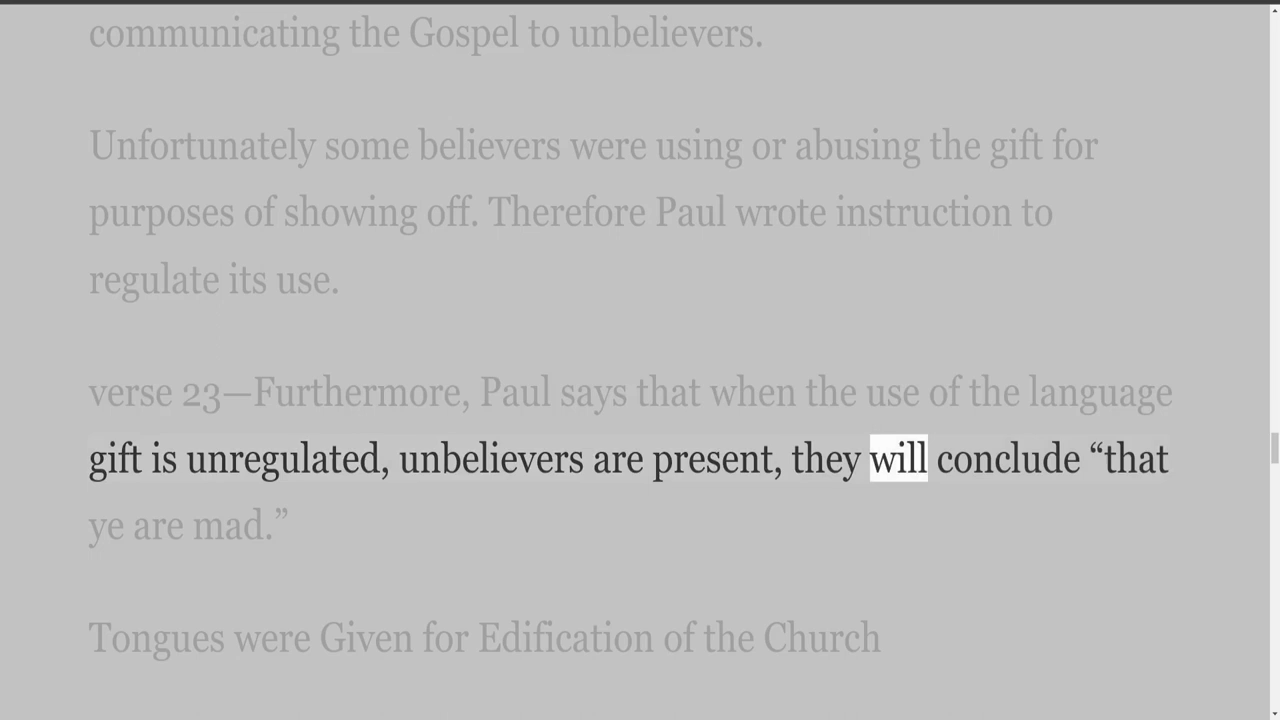 communicating the Gospel to unbelievers.
Unfortunately some believers were using or abusing the gift for
purposes of showing off. Therefore Paul wrote instruction to
regulate its use.
verse 23—Furthermore, Paul says that when the use of the language
gift is unregulated, unbelievers are present, they will conclude “that
ye are mad.”
Tongues were Given for Edification of the Church